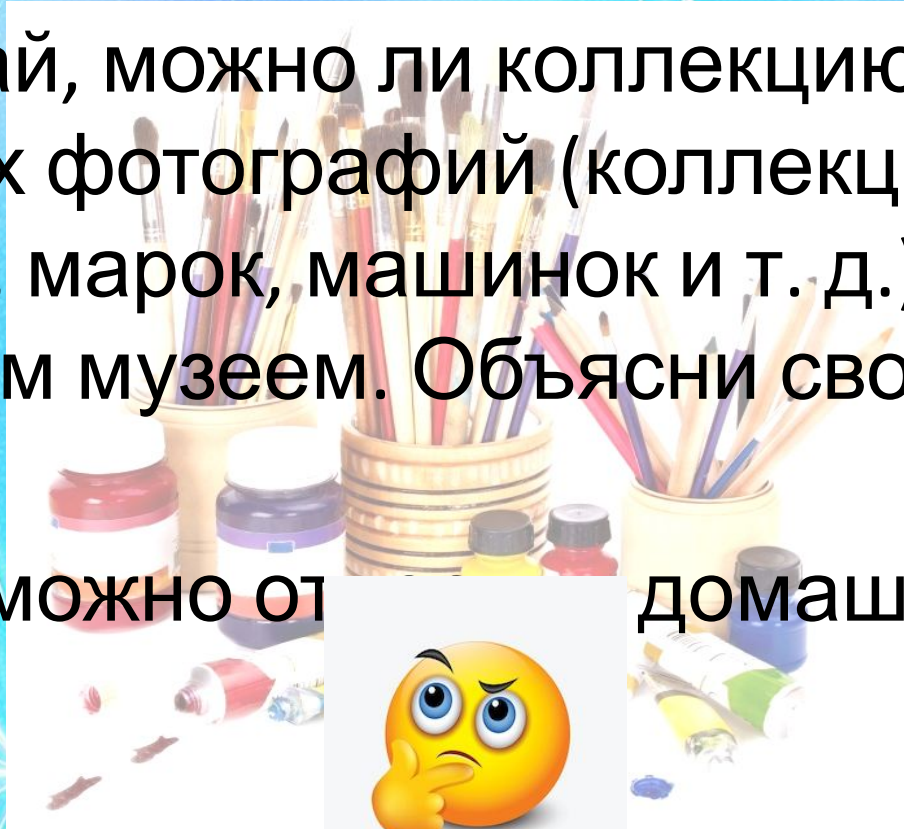 ай, можно ли коллекцию
х фотографий (коллекц
марок, машинок и т. д.)
м музеем. Объясни сво
можно от домаш